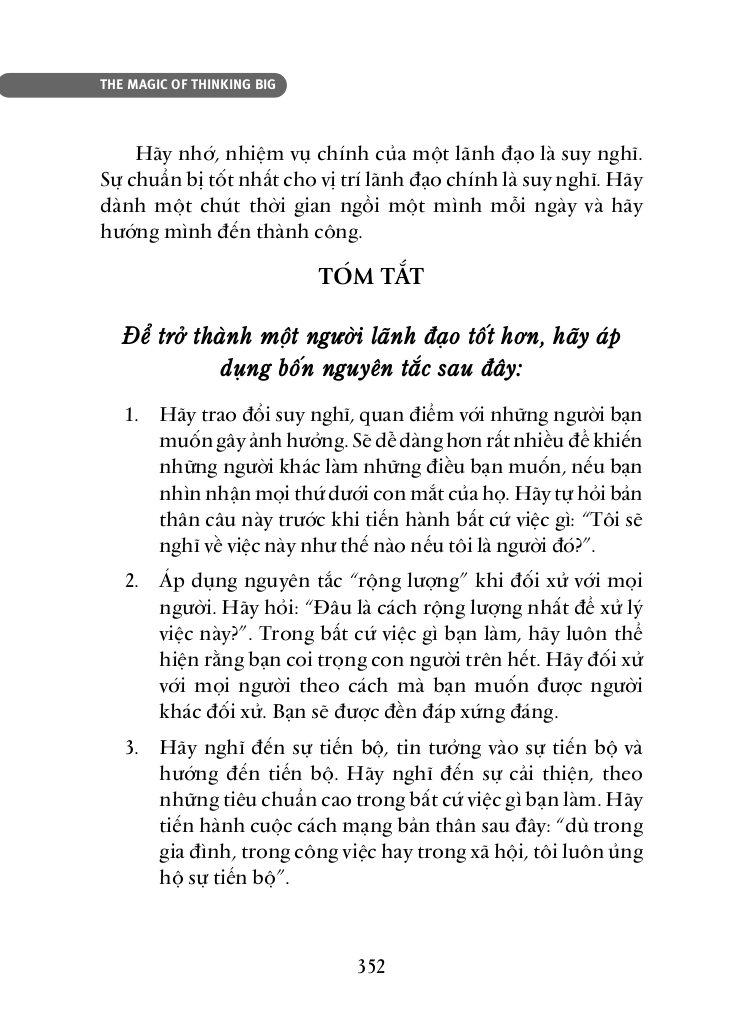 THE MAGIC OF THINKING BIG
Hãy nhớ, nhiệm vụ chính của một lãnh đạo là suy nghĩ.
Sự chuẩn bị tốt nhất cho vị trí lãnh đạo chính là suy nghĩ. Hãy
dành một chút thời gian ngồi một mình mỗi ngày và hãy
hướng mình đến thành công.
TÓM TẮT
Để trở thành một người lãnh đạo tốt hơn, hãy áp
dụng bốn nguyên tắc sau đây:
1. Hãy trao đổi suy nghĩ, quan điểm với những người bạn
muốn gây ảnh hưởng. Sẽ dễ dàng hơn rất nhiều để khiến
những người khác làm những điều bạn muốn, nếu bạn
nhìn nhận mọi thứ dưới con mắt của họ. Hãy tự hỏi bản
thân câu này trước khi tiến hành bất cứ việc gì: “Tôi sẽ
nghĩ về việc này như thế nào nếu tôi là người đó?”.
2. Áp dụng nguyên tắc “rộng lượng” khi đối xử với mọi
người. Hãy hỏi: “Đâu là cách rộng lượng nhất để xử lý
việc này?”. Trong bất cứ việc gì bạn làm, hãy luôn thể
hiện rằng bạn coi trọng con người trên hết. Hãy đối xử
với mọi người theo cách mà bạn muốn được người
khác đối xử. Bạn sẽ được đền đáp xứng đáng.
3. Hãy nghĩ đến sự tiến bộ, tin tưởng vào sự tiến bộ và
hướng đến tiến bộ. Hãy nghĩ đến sự cải thiện, theo
những tiêu chuẩn cao trong bất cứ việc gì bạn làm. Hãy
tiến hành cuộc cách mạng bản thân sau đây: “dù trong
gia đình, trong công việc hay trong xã hội, tôi luôn ủng
hộ sự tiến bộ”.
352